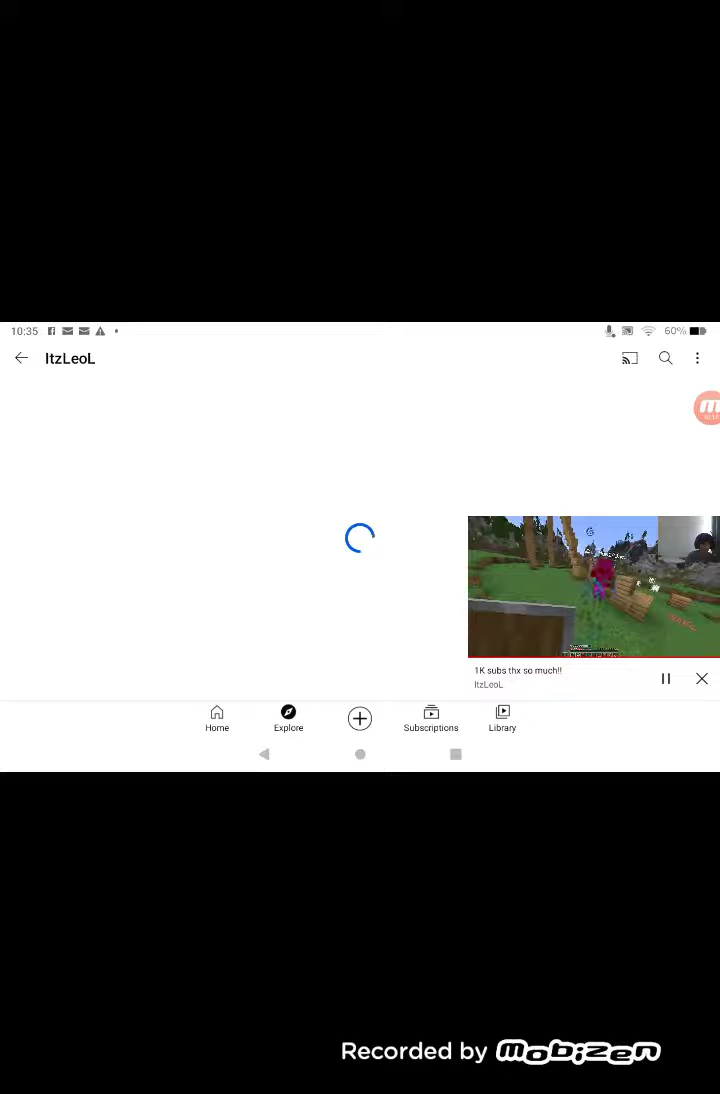 10:35
60%
ItzLeoL
1K subs thx so much!!
ItzLeoL
Home
Explore
Subscriptions
Library
Recorded by mobizen